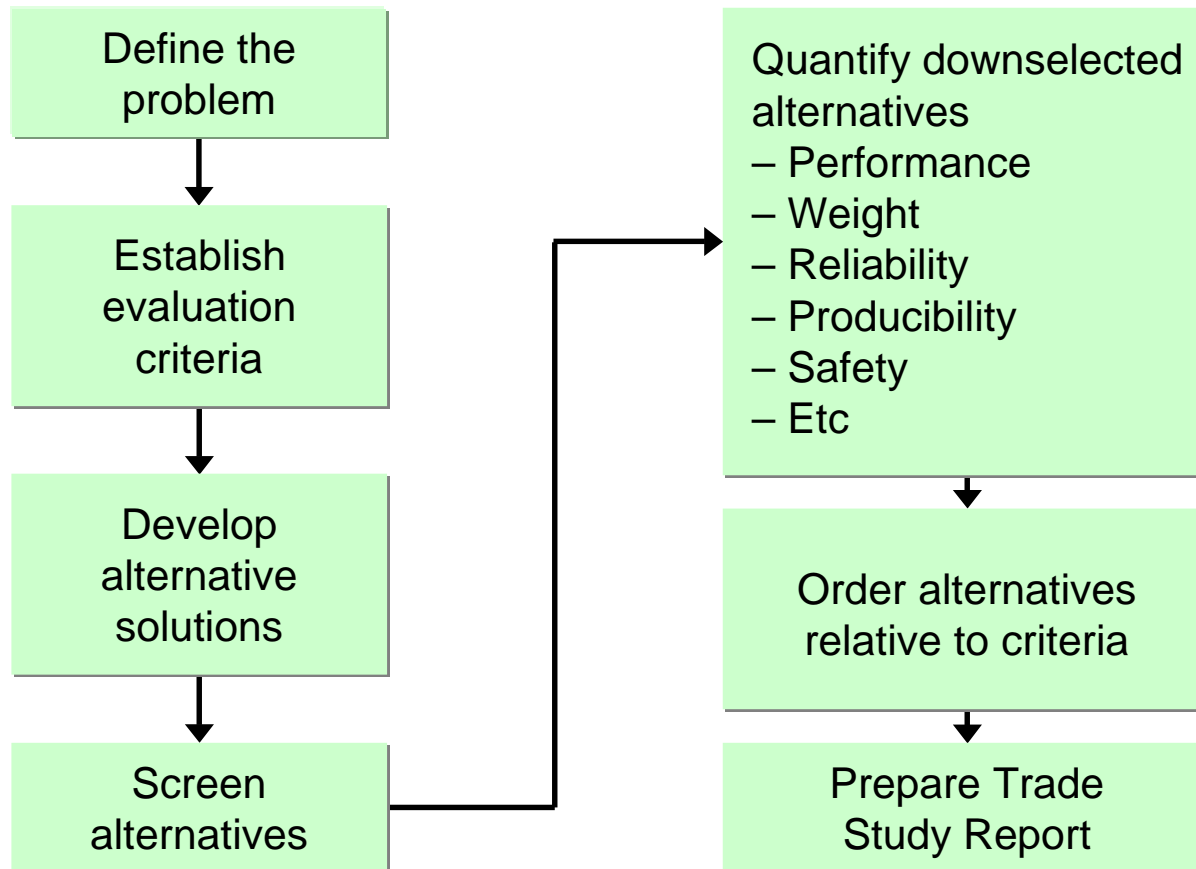 Define the
problem
Establish
evaluation
criteria
Develop
alternative
solutions
Screen
alternatives
Quantify downselected
alternatives
– Performance
– Weight
– Reliability
– Producibility
– Safety
– Etc
Order alternatives
relative to criteria
Prepare Trade
Study Report